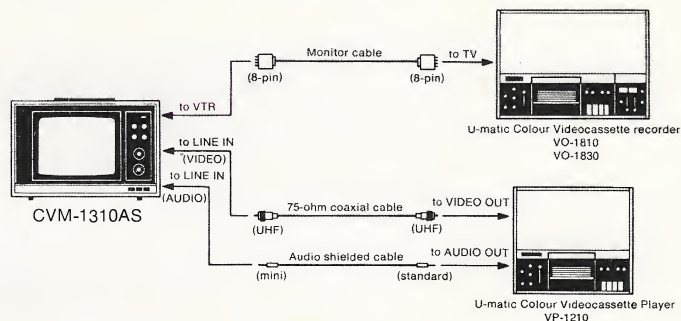 Monitor cable
(8-pin)
(8-pin)
to TV
to VTR
U-matic Colour Videocassette recorder
VO-1810
VO-1830
to LINE IN
(VIDEO)
to LINE IN
(AUDIO)
CVM-1310AS
75-ohm coaxial cable
to VIDEO OUT
(UHF)
(UHF)
Audio shielded cable
to AUDIO OUT
(mini)
(standard)
U-matic Colour Videocassette Player
VP-1210